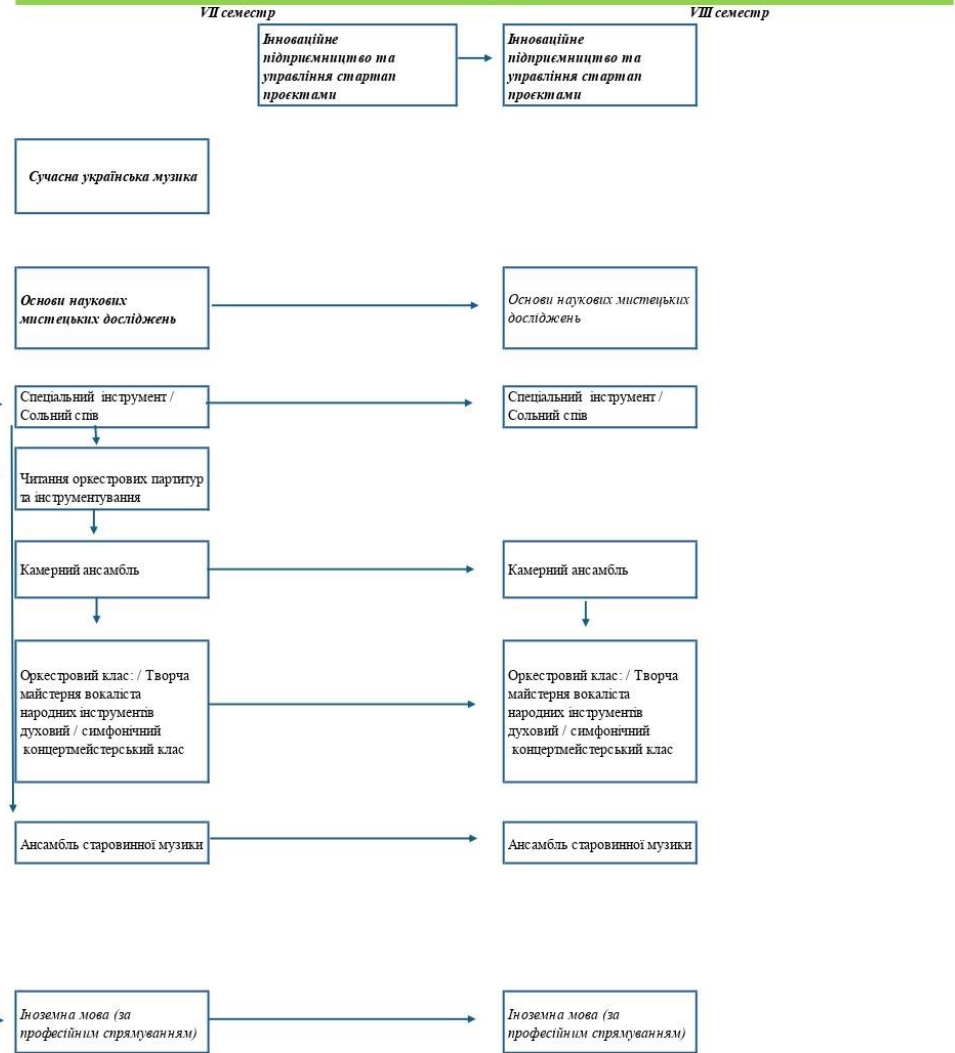 VII семестр
VIII семестр
Інноваційне
підприємництво та
управління стартап
проєктами
Інноваційне
підприємництво та
управління стартап
проєктами
Сучасна українська музика
Основи наукових
мистецьких досліджень
Основи наукових мистецьких
досліджень
Спеціальний інструмент /
Сольний спів
Спеціальний інструмент /
Сольний спів
Читання оркестрових партитур
та інструментування
Камерний ансамбль
Камерний ансамбль
Оркестровий клас: / Творча
майстерня вокаліста
народних інструментів
духовий / симфонічний
концертмейстерський клас
Оркестровий клас: / Творча
майстерня вокаліста
народних інструментів
духовий / симфонічний
концертмейстерський клас
Ансамбль старовинної музики
Ансамбль старовинної музики
Іноземна мова (за
професійним спрямуванням)
Іноземна мова (за
професійним спрямуванням)